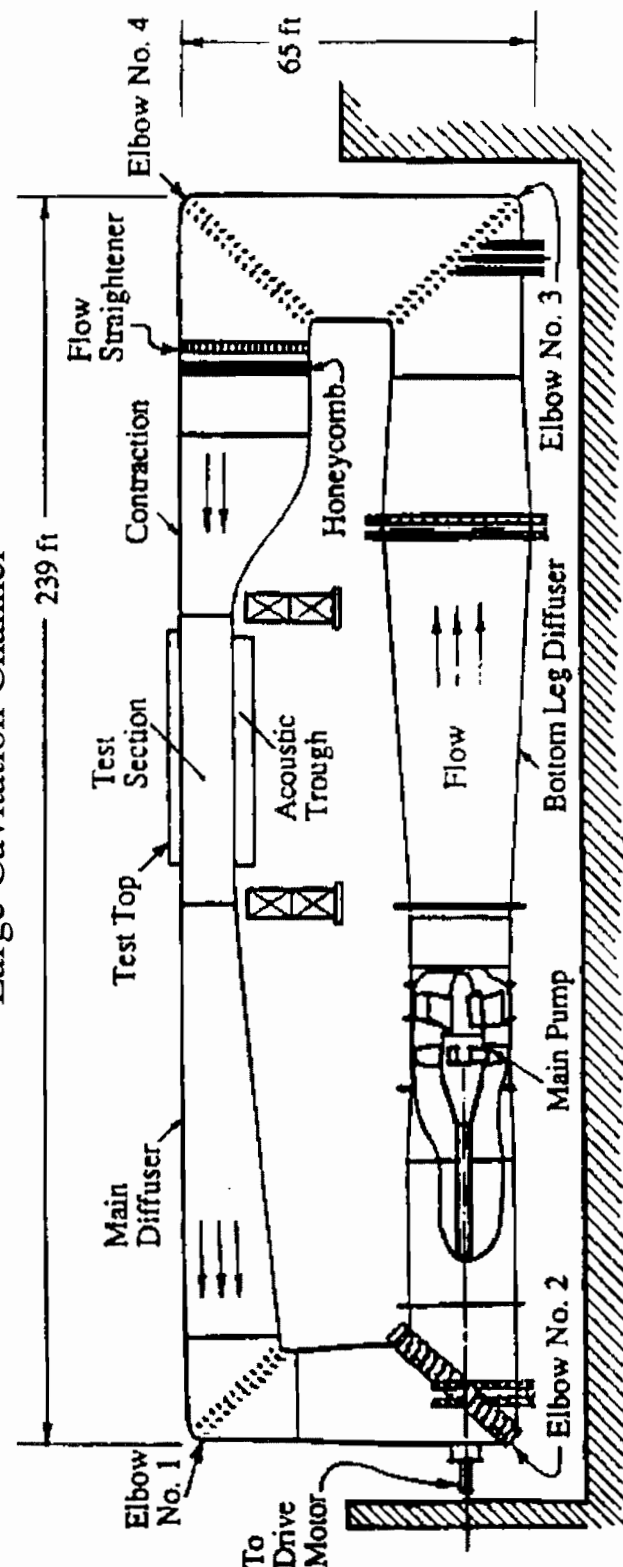 Large Cavitation Channel
239 ft
65 ft
Elbow No. 4
Flow
Straightener
Contraction
Test
Section
Test Top
Main
Diffuser
Elbow
No. 1
Honeycomb
Acoustic
Trough
Flow
To
Drive
Motor
Elbow No. 2
Main Pump
Bottom Leg Diffuser
Elbow No. 3